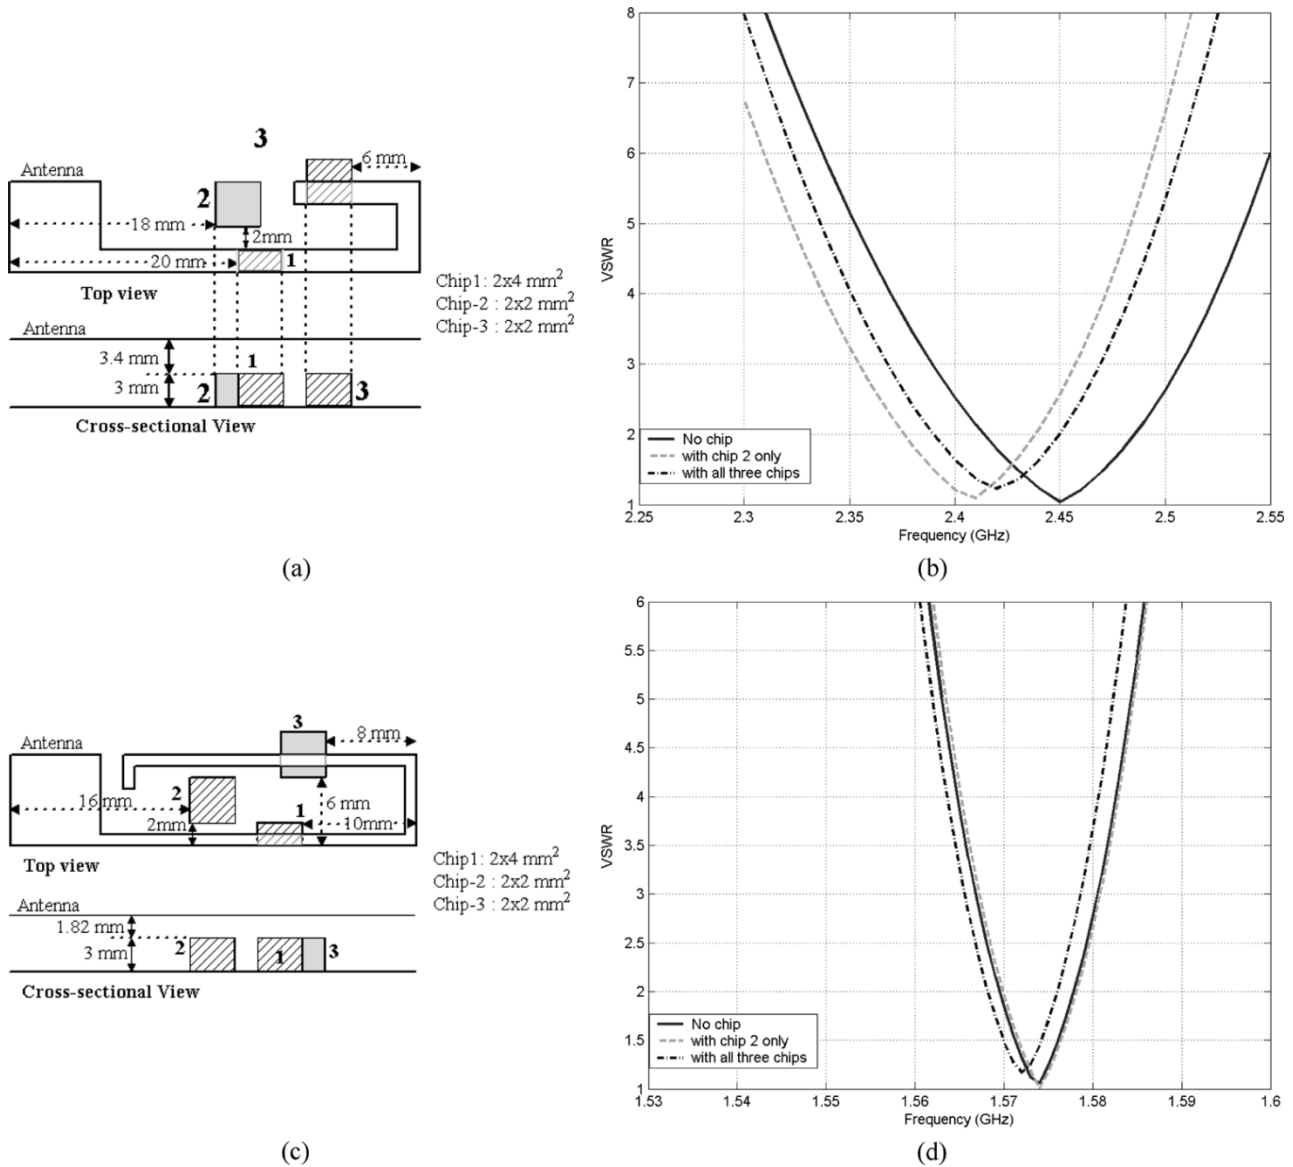 3
6 mm
Antenna
2
18 mm
2mm
20 mm
1
Top view
Chip1: 2x4 mm²
Chip-2 : 2x2 mm²
Chip-3 : 2x2 mm²
Antenna
3.4 mm
1
3 mm
2
3
Cross-sectional View
(a)
8
7
6
5
4
3
2
1
VSWR
No chip
with chip 2 only
with all three chips
2.25
2.3
2.35
2.4
2.45
2.5
2.55
Frequency (GHz)
(b)
3
8 mm
Antenna
2
16 mm
6 mm
1
2mm
10mm
Top view
Chip1: 2x4 mm²
Chip-2 : 2x2 mm²
Chip-3 : 2x2 mm²
Antenna
1.82 mm
2
3 mm
1
3
Cross-sectional View
(c)
6
5.5
5
4.5
4
3.5
3
2.5
2
1.5
1
VSWR
No chip
with chip 2 only
with all three chips
1.53
1.54
1.55
1.56
1.57
1.58
1.59
1.6
Frequency (GHz)
(d)